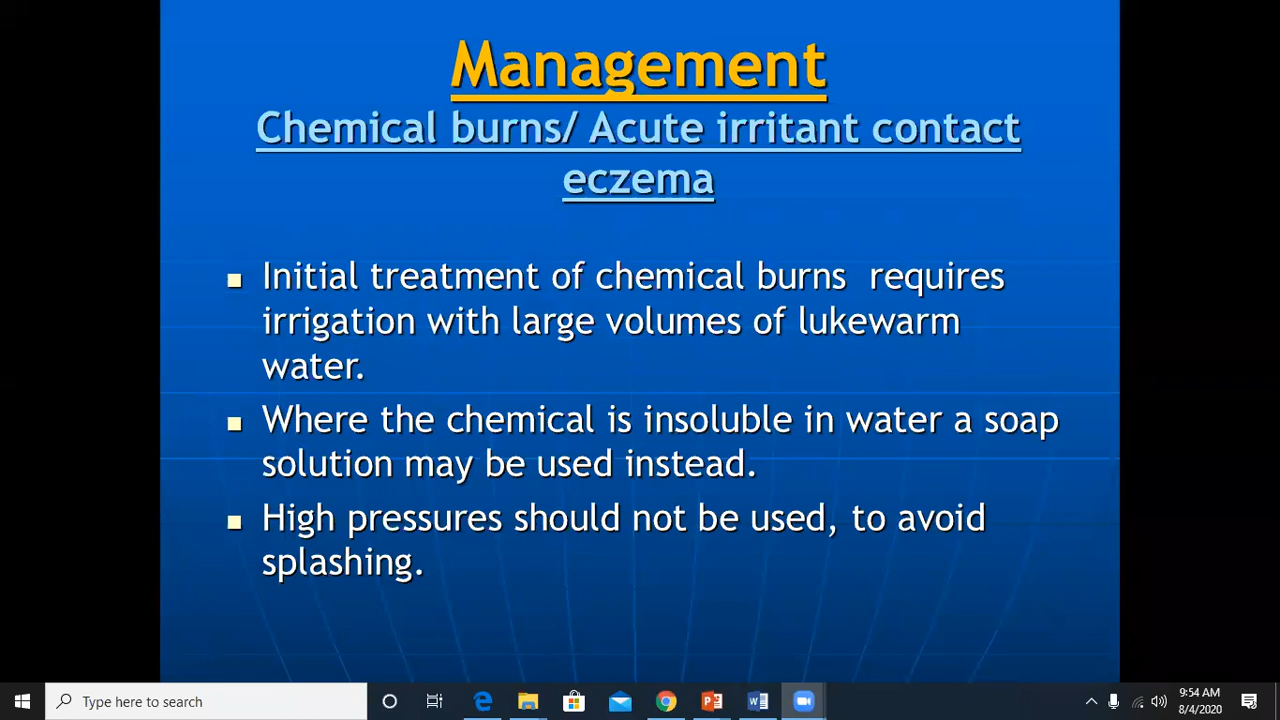 Management
Chemical burns/ Acute irritant contact
eczema
Initial treatment of chemical burns requires
irrigation with large volumes of lukewarm
water.
Where the chemical is insoluble in water a soap
solution may be used instead.
High pressures should not be used, to avoid
splashing.
Type here to search
9:54 AM
8/4/2020